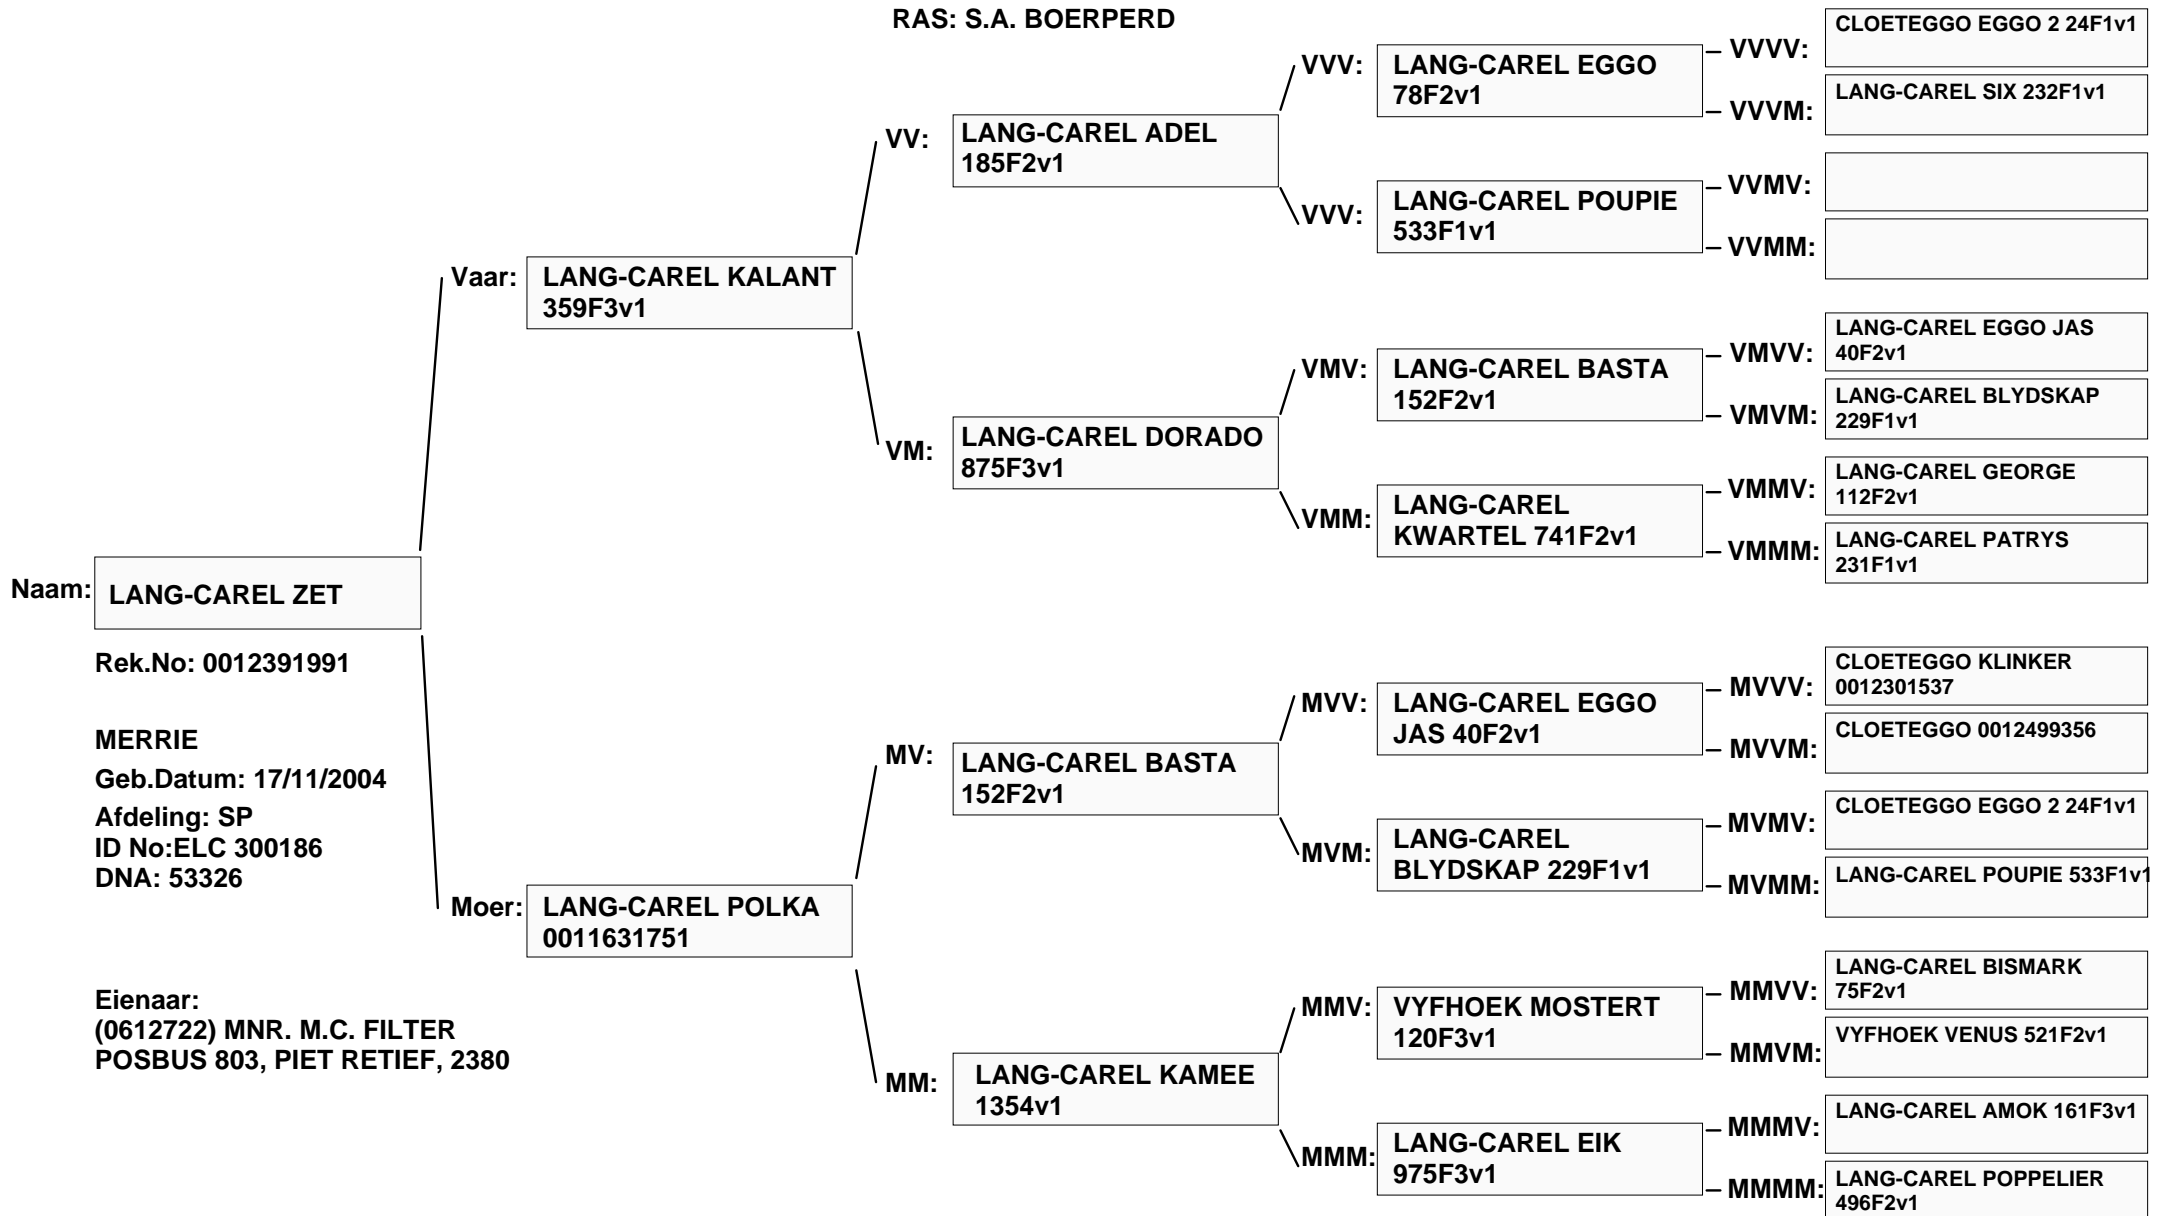 RAS: S.A. BOERPERD
Naam:
LANG-CAREL ZET
Rek.No: 0012391991
MERRIE
Geb.Datum: 17/11/2004
Afdeling: SP
ID No:ELC 300186
DNA: 53326
Eienaar:
(0612722) MNR. M.C. FILTER
POSBUS 803, PIET RETIEF, 2380
Vaar:
LANG-CAREL KALANT
359F3v1
Moer:
LANG-CAREL POLKA
0011631751
VV:
LANG-CAREL ADEL
185F2v1
VM:
LANG-CAREL DORADO
875F3v1
MV:
LANG-CAREL BASTA
152F2v1
MM:
LANG-CAREL KAMEE
1354v1
VVV:
LANG-CAREL EGGO
78F2v1
VVV:
LANG-CAREL POUPIE
533F1v1
VMV:
LANG-CAREL BASTA
152F2v1
VMM:
LANG-CAREL
KWARTEL 741F2v1
MVV:
LANG-CAREL EGGO
JAS 40F2v1
MVM:
LANG-CAREL
BLYDSKAP 229F1v1
MMV:
VYFHOEK MOSTERT
120F3v1
MMM:
LANG-CAREL EIK
975F3v1
VVVV:
CLOETEGGO EGGO 2 24F1v1
VVVM:
LANG-CAREL SIX 232F1v1
VVMV:
VVMM:
VMVV:
LANG-CAREL EGGO JAS
40F2v1
VMVM:
LANG-CAREL BLYDSKAP
229F1v1
VMMV:
LANG-CAREL GEORGE
112F2v1
VMMM:
LANG-CAREL PATRYS
231F1v1
MVVV:
CLOETEGGO KLINKER
0012301537
MVVM:
CLOETEGGO 0012499356
MVMV:
CLOETEGGO EGGO 2 24F1v1
MVMM:
LANG-CAREL POUPIE 533F1v1
MMVV:
LANG-CAREL BISMARK
75F2v1
MMVM:
VYFHOEK VENUS 521F2v1
MMMV:
LANG-CAREL AMOK 161F3v1
MMMM:
LANG-CAREL POPPELIER
496F2v1